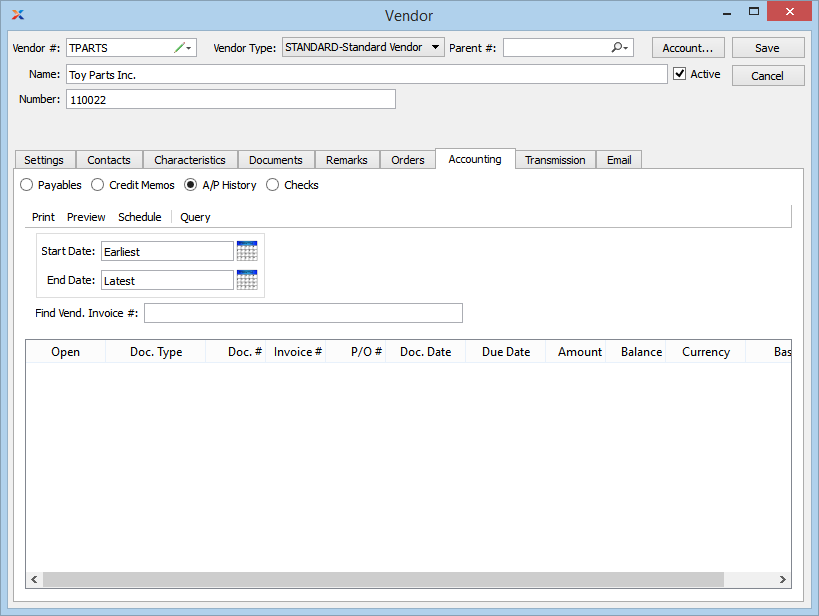 Vendor
Vendor #: TPARTS Vendor Type: STANDARD-Standard Vendor Parent #: Account... Save
Name: Toy Parts Inc. Active Cancel
Number: 110022
Settings Contacts Characteristics Documents Remarks Orders Accounting Transmission Email
Payables Credit Memos A/P History Checks
Print Preview Schedule Query
Start Date: Earliest
End Date: Latest
Find Vend. Invoice #:
Open Doc. Type Doc. # Invoice # P/O # Doc. Date Due Date Amount Balance Currency Bas